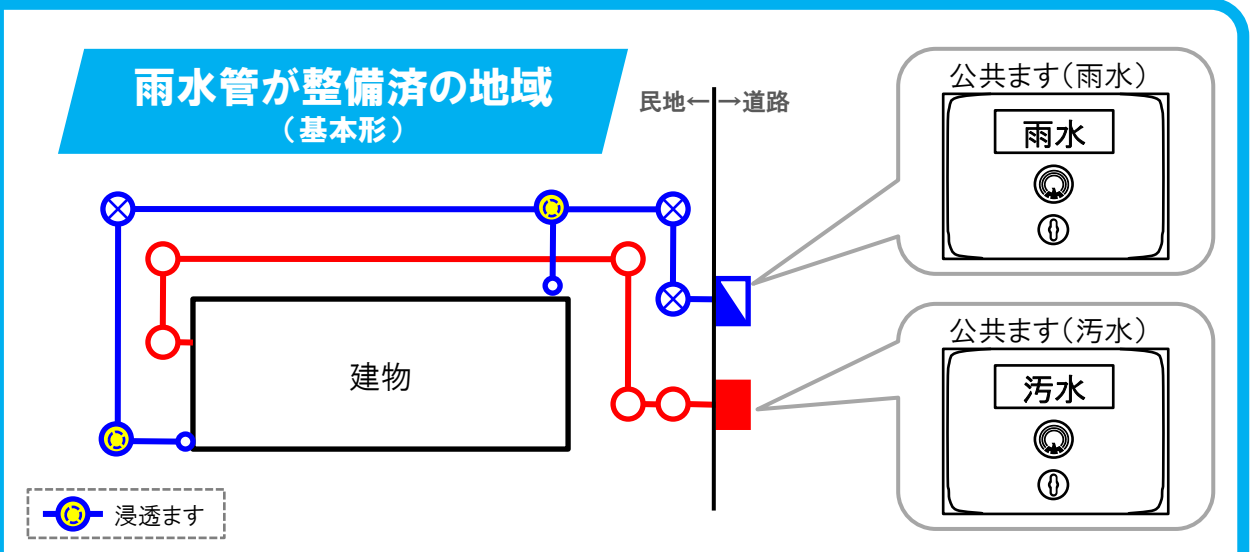 雨水管が整備済の地域
（基本形）
民地←→道路
公共ます（雨水）
雨水
公共ます（汚水）
汚水
建物
浸透ます